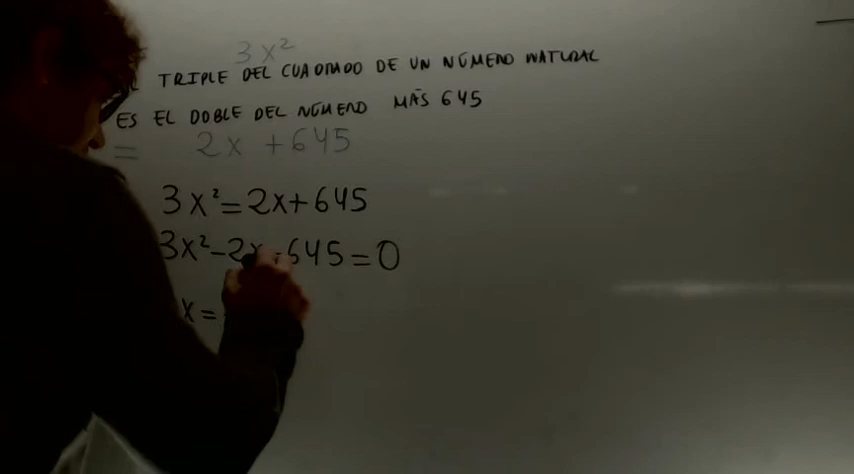 3x²
TRIPLE DEL CUADRADO DE UN NÚMERO NATURAL
ES EL DOBLE DEL NÚMERO MÁS 645
= 2x + 645
3x² = 2x + 645
3x² - 2x - 645 = 0
x =